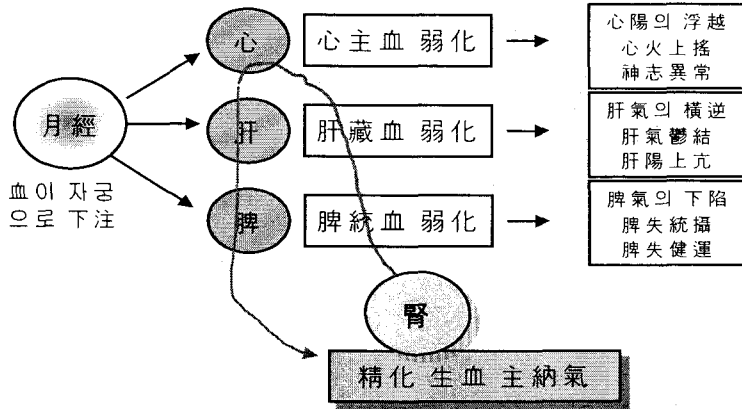 月經
血이 자궁
으로 下注
心
心主血 弱化
心陽의 浮越
心火上搖
神志異常
肝
肝藏血 弱化
肝氣의 橫逆
肝氣鬱結
肝陽上亢
脾
脾統血 弱化
脾氣의 下陷
脾失統攝
脾失健運
腎
精化 生血 主納氣